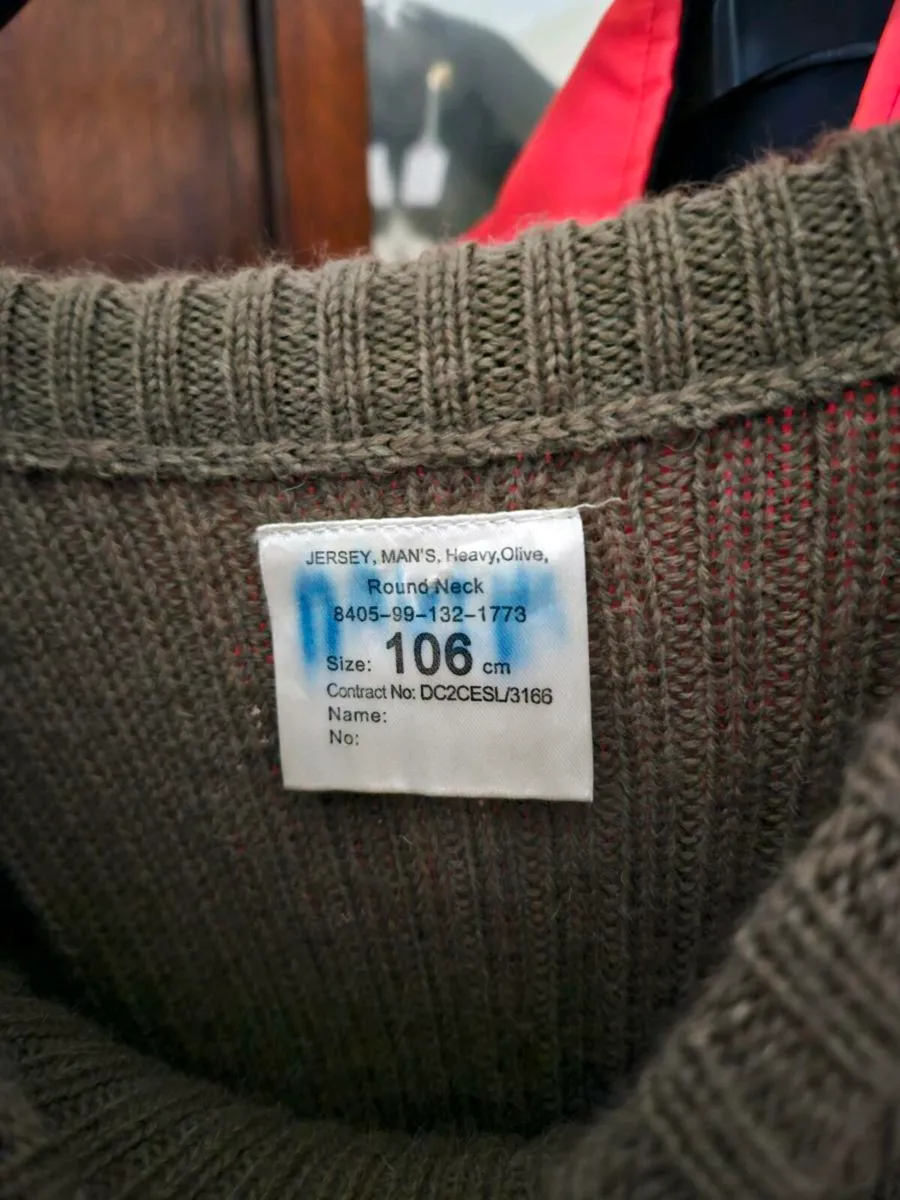 JERSEY, MAN'S, Heavy,Olive,
Round Neck
8405-99-132-1773
Size: 106 cm
Contract No: DC2CESL/3166
Name:
No: